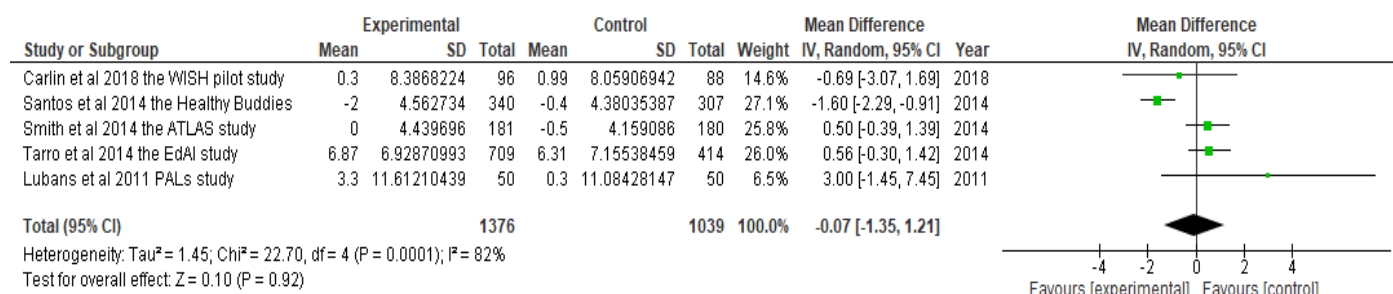 Experimental Control Mean Difference Mean Difference
Study or Subgroup Mean SD Total Mean SD Total Weight IV, Random, 95% CI Year IV, Random, 95% CI
Carlin et al 2018 the WISH pilot study 0.3 8.3868224 96 0.99 8.05906942 88 14.6% -0.69 [-3.07, 1.69] 2018
Santos et al 2014 the Healthy Buddies -2 4.562734 340 -0.4 4.38035387 307 27.1% -1.60 [-2.29, -0.91] 2014
Smith et al 2014 the ATLAS study 0 4.439696 181 -0.5 4.159086 180 25.8% 0.50 [-0.39, 1.39] 2014
Tarro et al 2014 the EdAl study 6.87 6.92870993 709 6.31 7.15538459 414 26.0% 0.56 [-0.30, 1.42] 2014
Lubans et al 2011 PALs study 3.3 11.61210439 50 0.3 11.08428147 50 6.5% 3.00 [-1.45, 7.45] 2011
Total (95% CI) 1376 1039 100.0% -0.07 [-1.35, 1.21]
Heterogeneity: Tau² = 1.45; Chi² = 22.70, df = 4 (P = 0.0001); I² = 82%
Test for overall effect: Z = 0.10 (P = 0.92)
-4 -2 0 2 4
Favours [experimental] Favours [control]